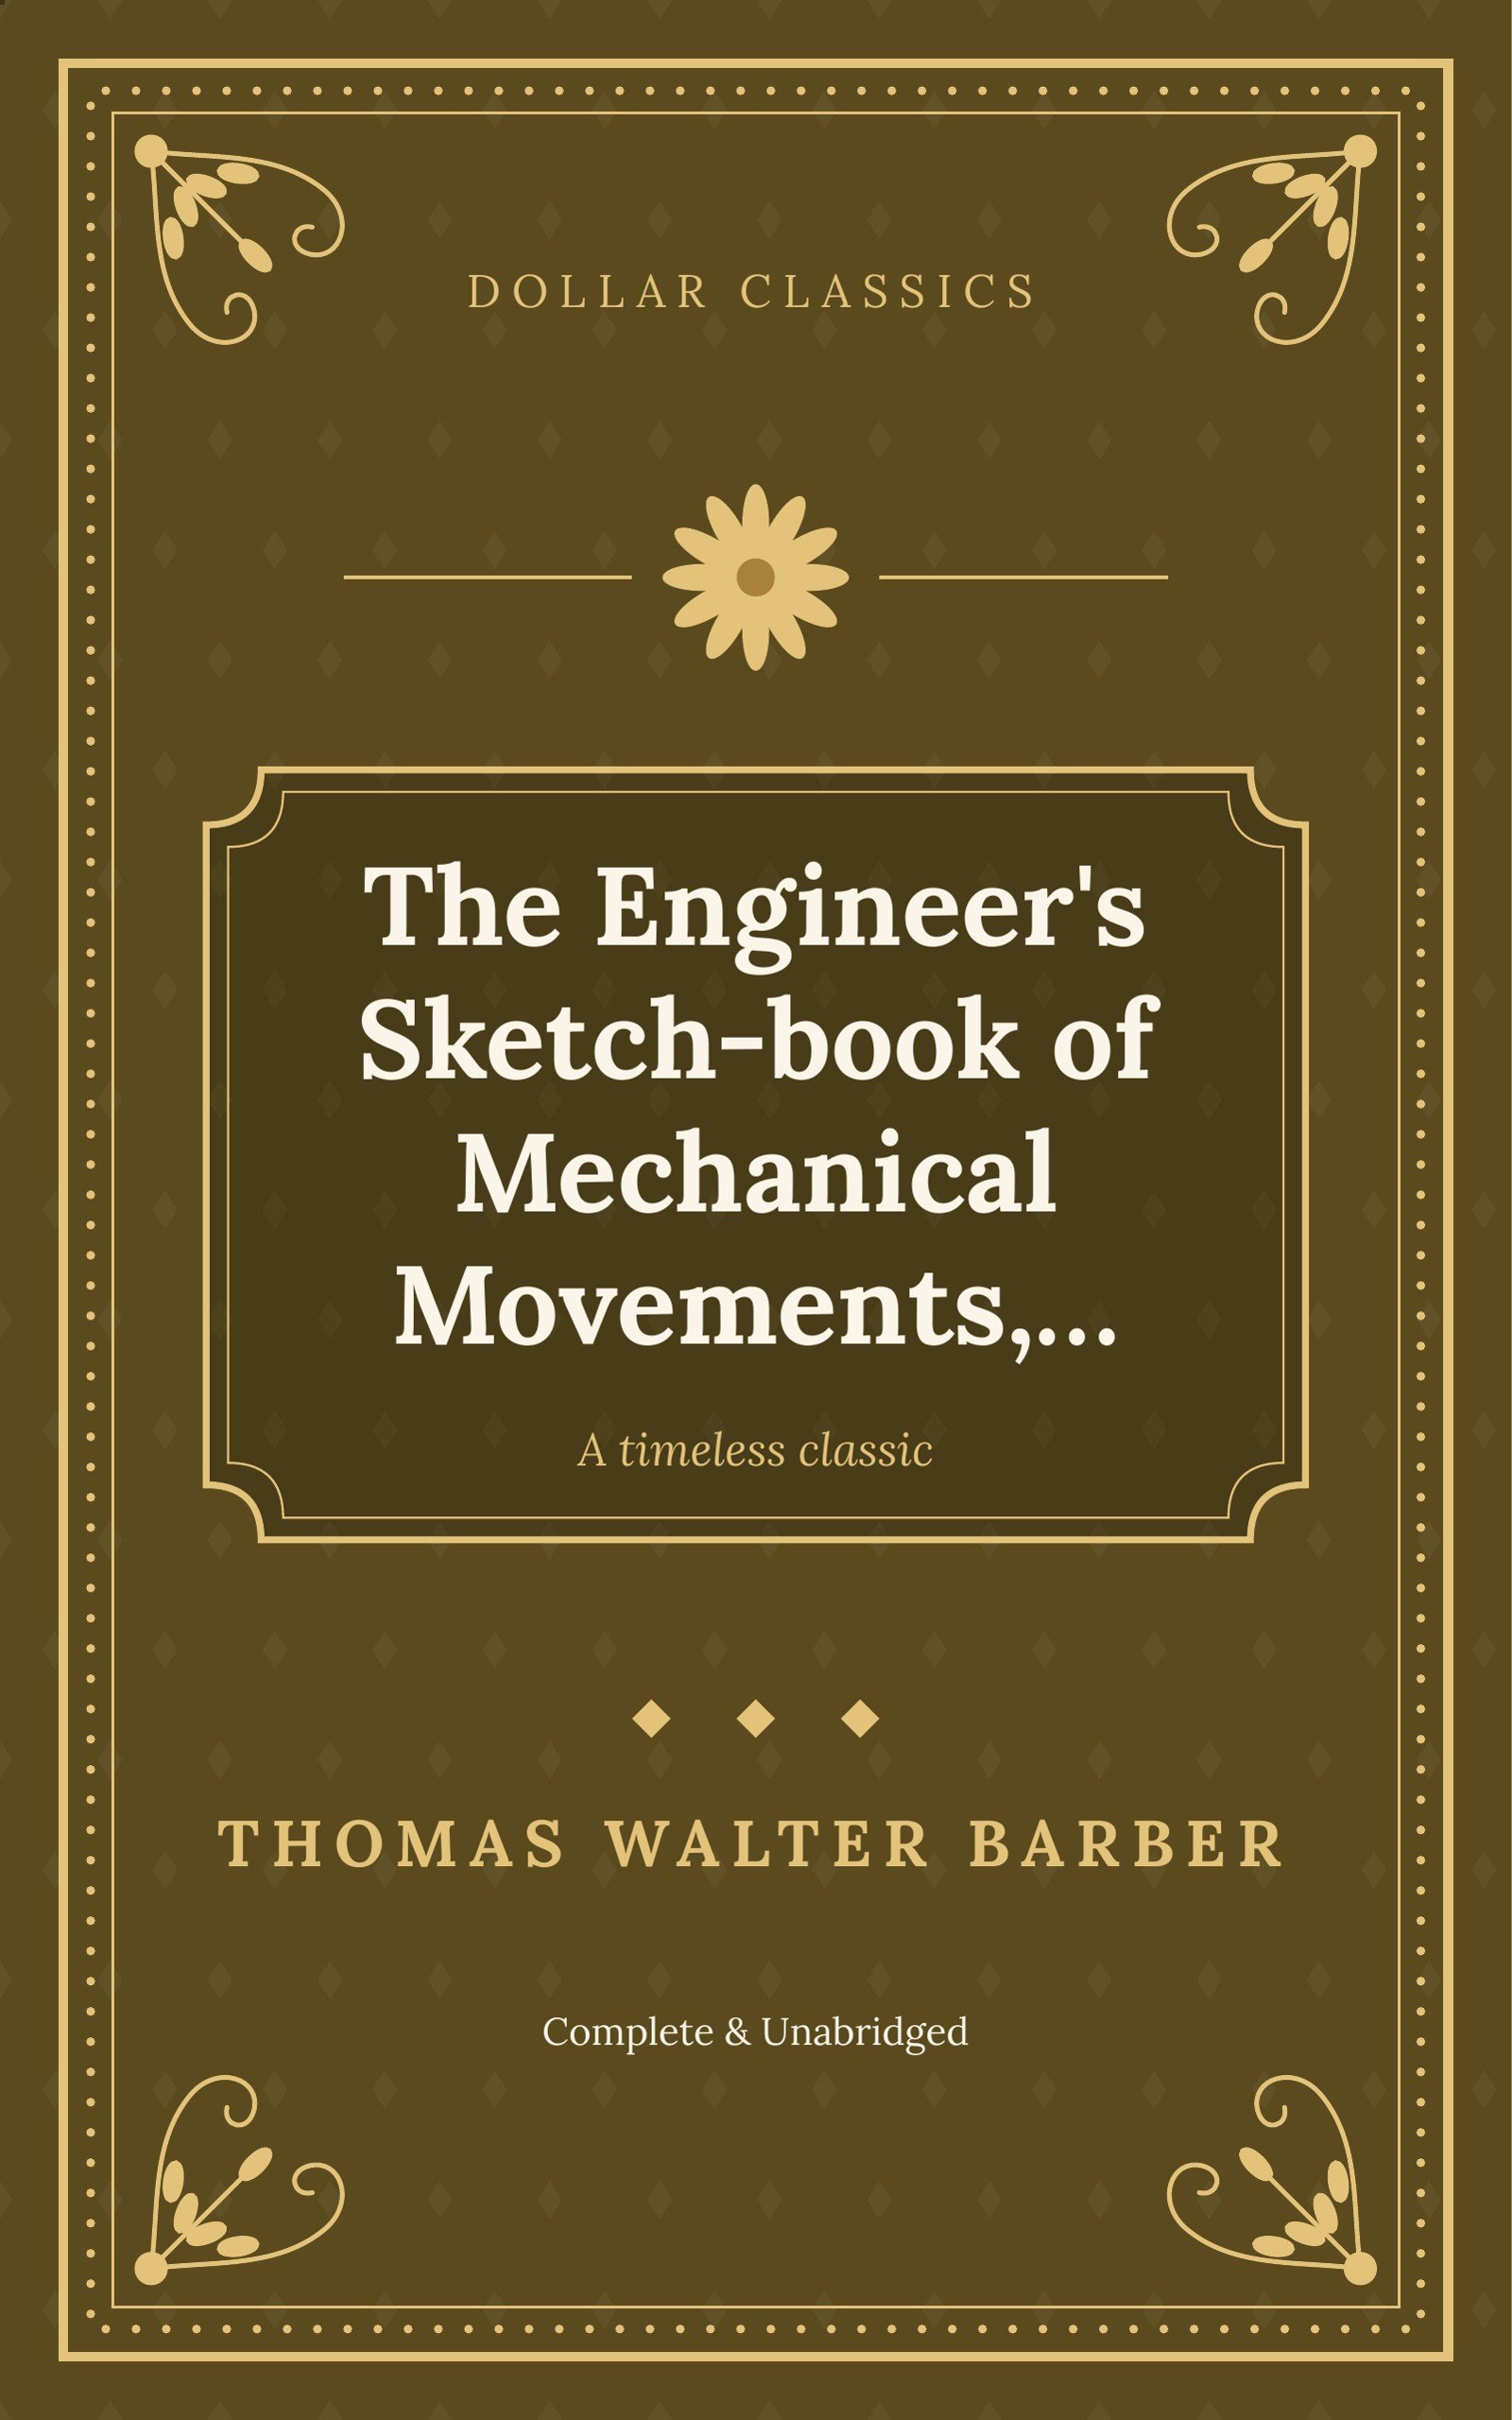 DOLLAR CLASSICS
The Engineer's
Sketch-book of
Mechanical
Movements,...
A timeless classic
THOMAS WALTER BARBER
Complete & Unabridged